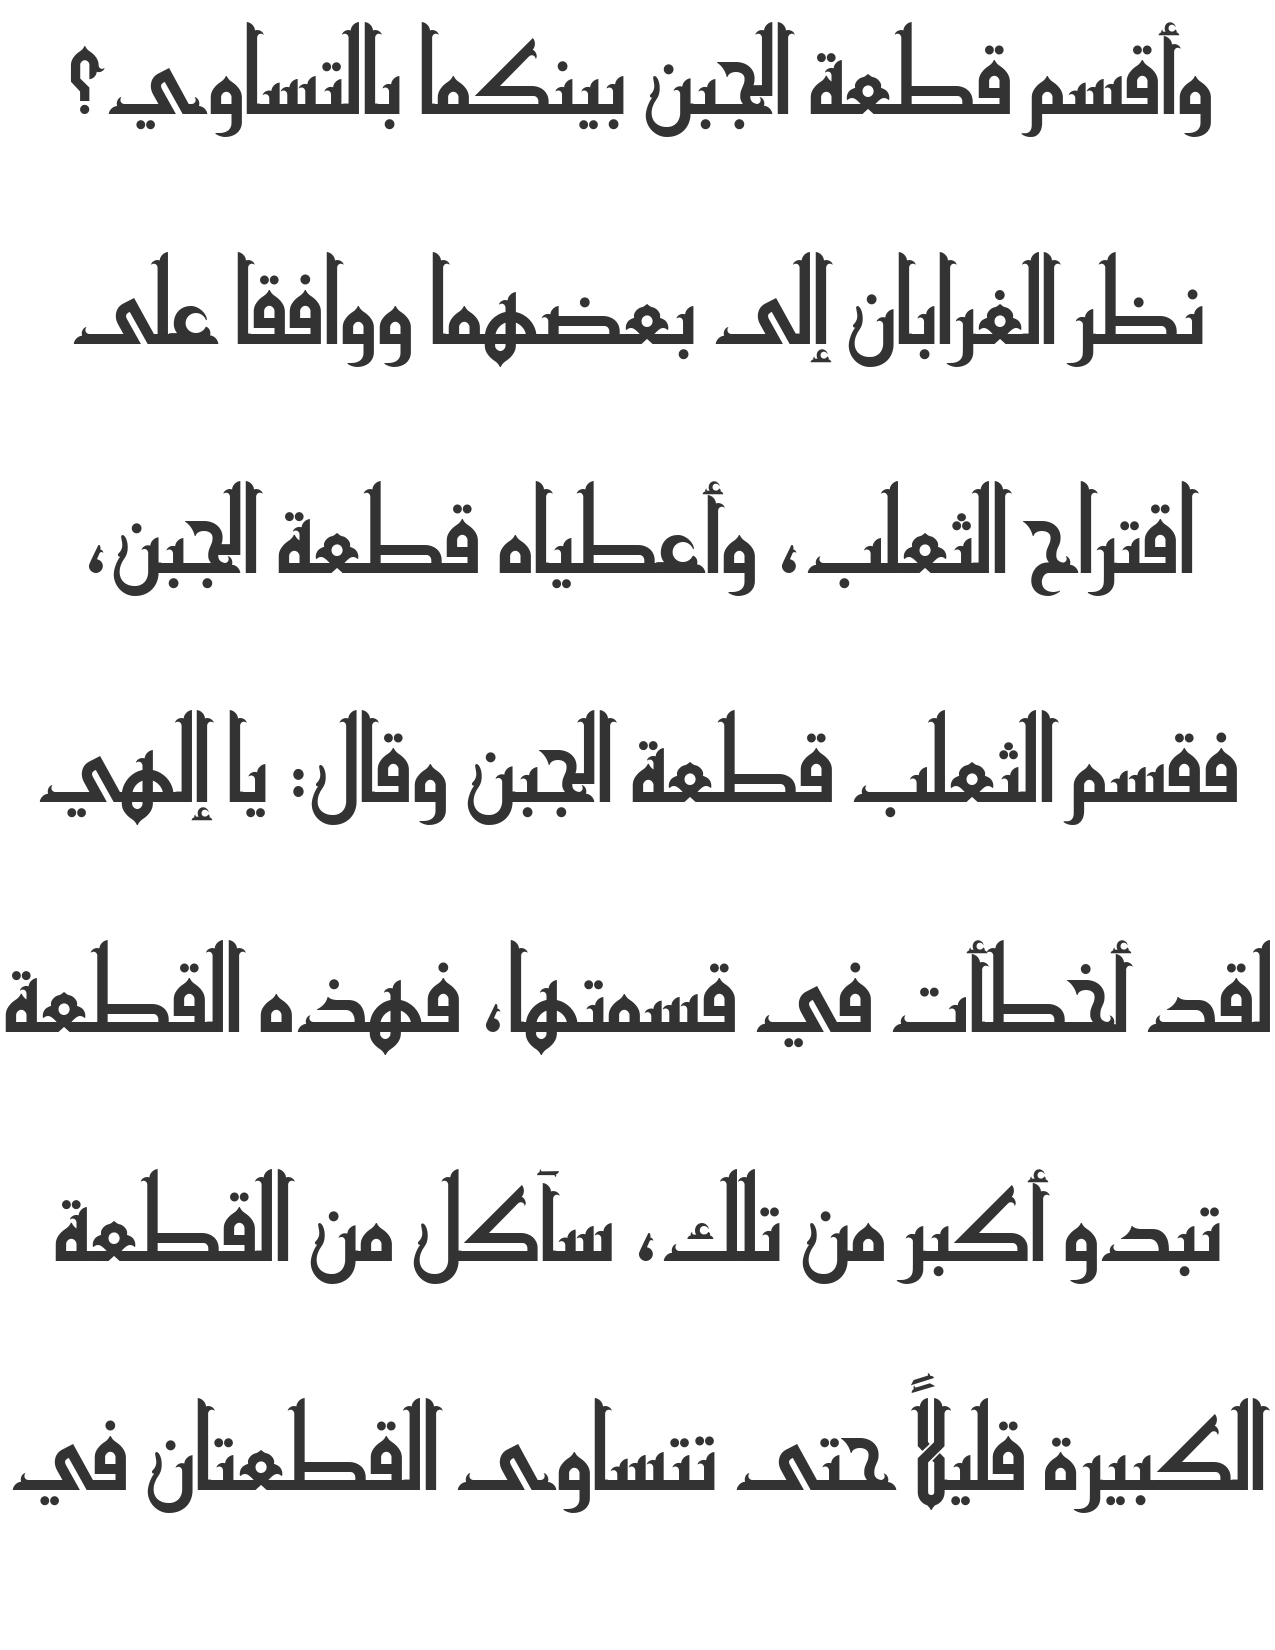 وأقسم قطعة الجبن بينكما بالتساوي؟
نظر الغرابان إلى بعضهما ووافقا على
اقتراح الثعلب، وأعطياه قطعة الجبن،
فقسم الثعلب قطعة الجبن وقال: يا إلهي
لقد أخطأت في قسمتها، فهذه القطعة
تبدو أكبر من تلك، سآكل من القطعة
الكبيرة قليلاً حتى تتساوى القطعتان في